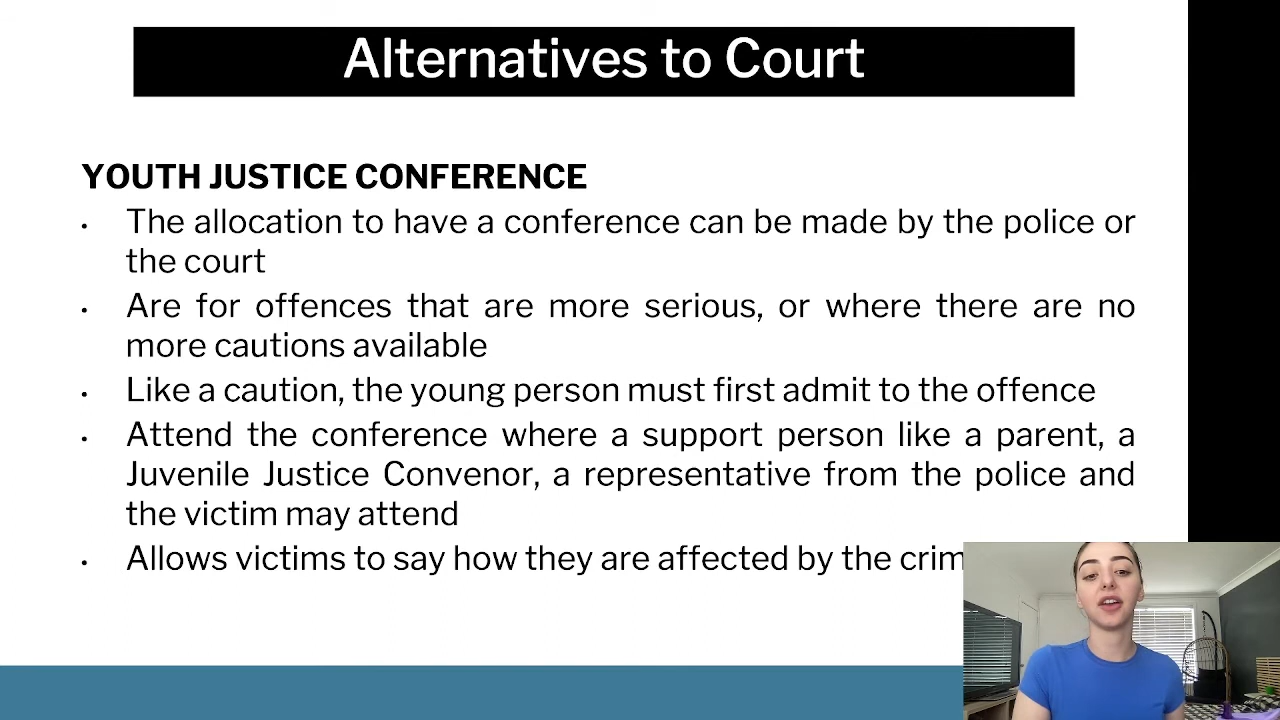 Alternatives to Court
YOUTH JUSTICE CONFERENCE
• The allocation to have a conference can be made by the police or
the court
• Are for offences that are more serious, or where there are no
more cautions available
• Like a caution, the young person must first admit to the offence
• Attend the conference where a support person like a parent, a
Juvenile Justice Convenor, a representative from the police and
the victim may attend
• Allows victims to say how they are affected by the crim